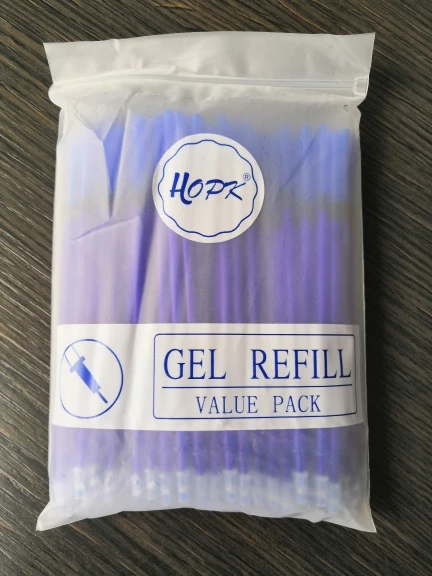 HOPK®
GEL REFILL
VALUE PACK